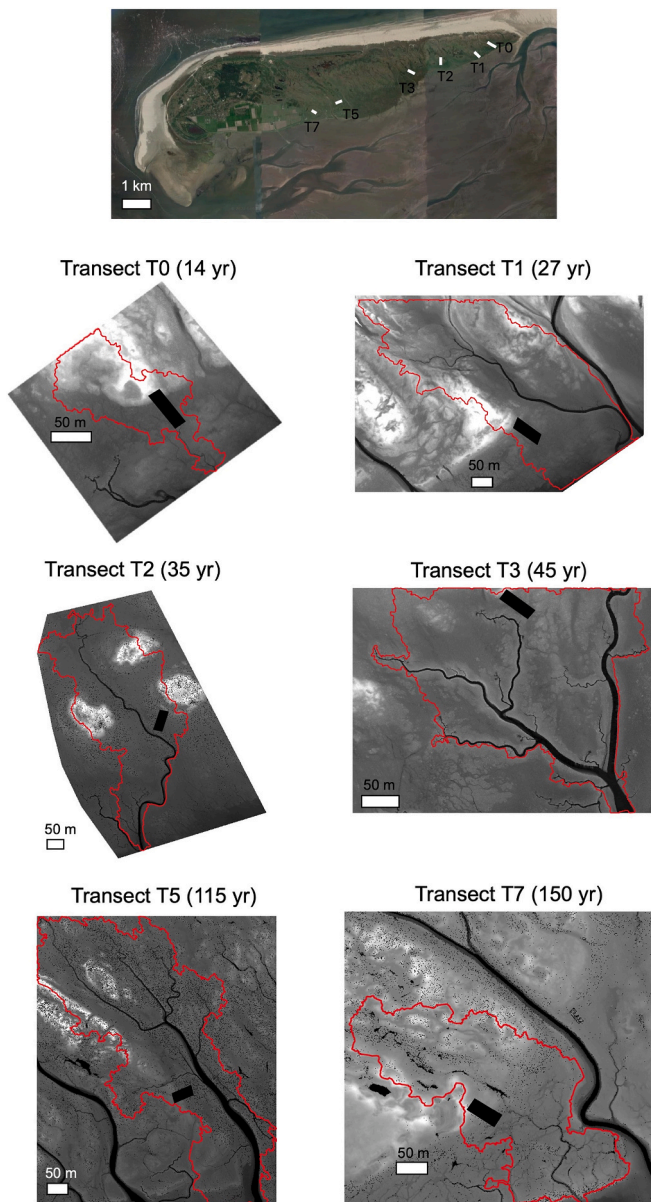 T0
T1
T2
T3
T5
T7
1 km
Transect T0 (14 yr)
Transect T1 (27 yr)
50 m
50 m
Transect T2 (35 yr)
Transect T3 (45 yr)
50 m
50 m
Transect T5 (115 yr)
Transect T7 (150 yr)
50 m
50 m